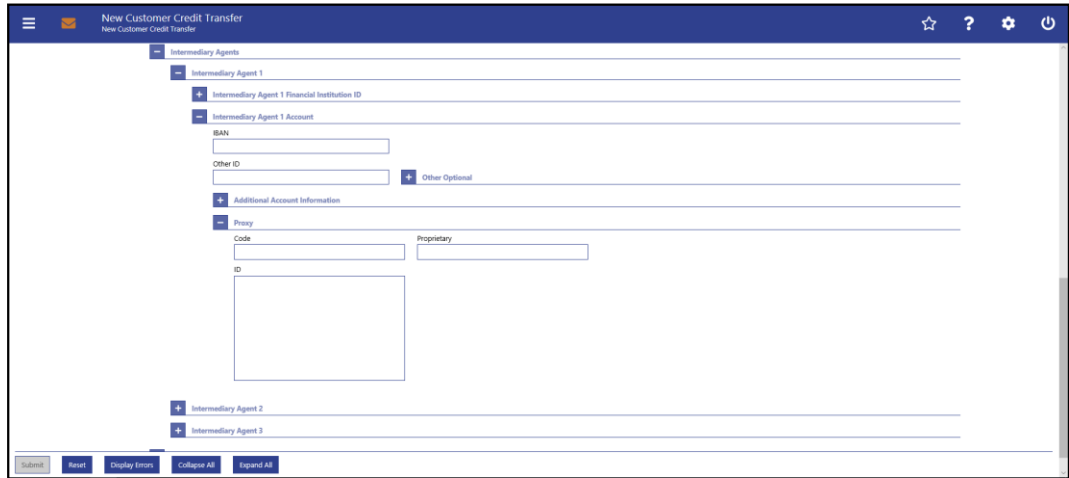 New Customer Credit Transfer
New Customer Credit Transfer
?
Intermediary Agents
Intermediary Agent 1
Intermediary Agent 1 Financial Institution ID
Intermediary Agent 1 Account
IBAN
Other ID
Other Optional
Additional Account Information
Proxy
Code Proprietary
ID
Intermediary Agent 2
Intermediary Agent 3
Submit Reset Display Errors Collapse All Expand All